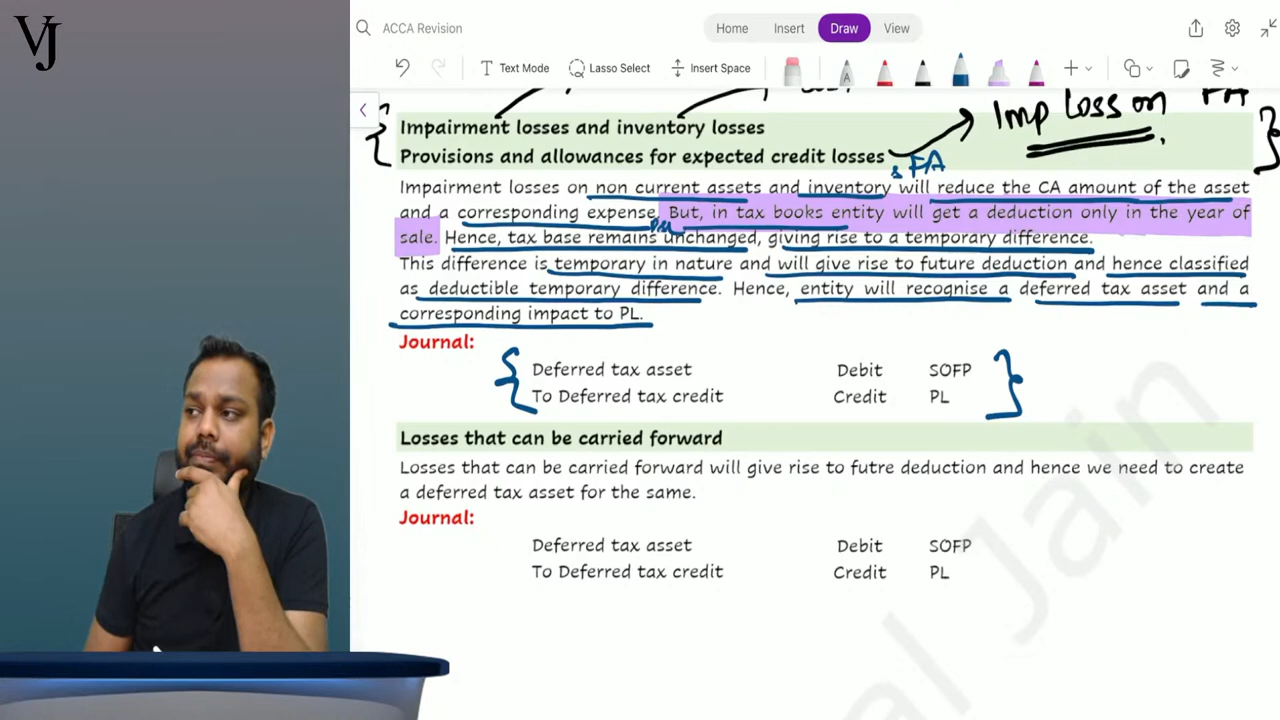 VJ
ACCA Revision
Home Insert Draw View
Text Mode Lasso Select Insert Space
Imp loss on FA
Impairment losses and inventory losses
Provisions and allowances for expected credit losses
& FA
Impairment losses on non current assets and inventory will reduce the CA amount of the asset
and a corresponding expense. But, in tax books entity will get a deduction only in the year of
sale. Hence, tax base remains unchanged, giving rise to a temporary difference.
This difference is temporary in nature and will give rise to future deduction and hence classified
as deductible temporary difference. Hence, entity will recognise a deferred tax asset and a
corresponding impact to PL.
Journal:
Deferred tax asset Debit SOFP
To Deferred tax credit Credit PL
Losses that can be carried forward
Losses that can be carried forward will give rise to futre deduction and hence we need to create
a deferred tax asset for the same.
Journal:
Deferred tax asset Debit SOFP
To Deferred tax credit Credit PL
Jain